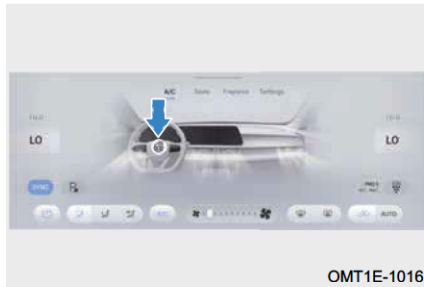 A/C Seats Fragrance Settings
LO
LO
SYNC
A/C
AUTO
OMT1E-1016